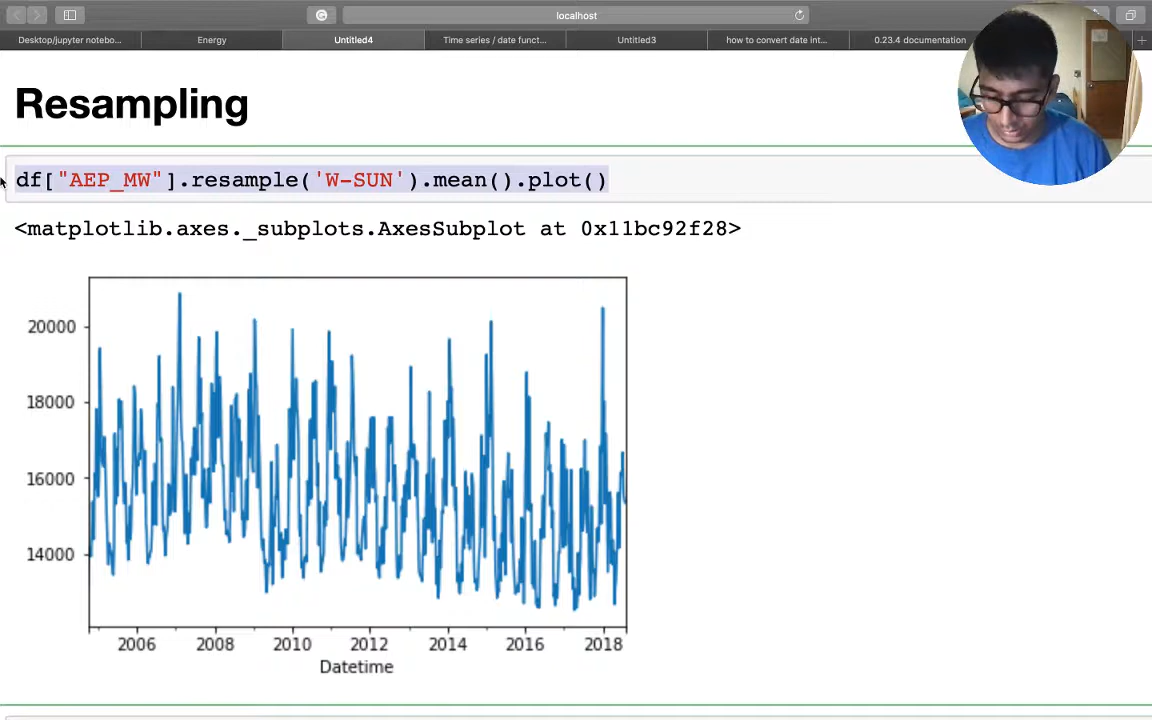 localhost
Desktop/jupyter notebo...
Energy
Untitled4
Time series / date funct...
Untitled3
how to convert date int...
0.23.4 documentation
Resampling
df["AEP_MW"].resample('W-SUN').mean().plot()
<matplotlib.axes._subplots.AxesSubplot at 0x11bc92f28>
20000
18000
16000
14000
2006 2008 2010 2012 2014 2016 2018
Datetime